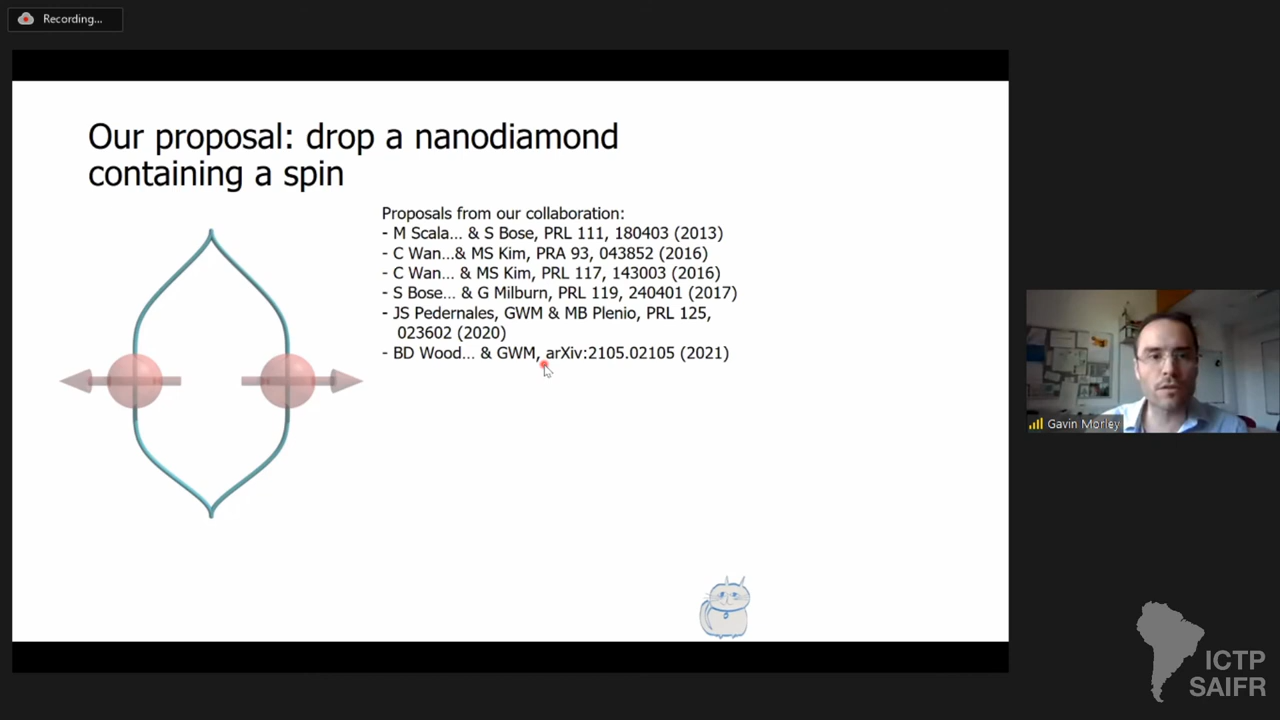 Recording...
Our proposal: drop a nanodiamond
containing a spin
Proposals from our collaboration:
- M Scala... & S Bose, PRL 111, 180403 (2013)
- C Wan...& MS Kim, PRA 93, 043852 (2016)
- C Wan... & MS Kim, PRL 117, 143003 (2016)
- S Bose... & G Milburn, PRL 119, 240401 (2017)
- JS Pedernales, GWM & MB Plenio, PRL 125,
023602 (2020)
- BD Wood... & GWM, arXiv:2105.02105 (2021)
Gavin Morley
ICTP
SAIFR